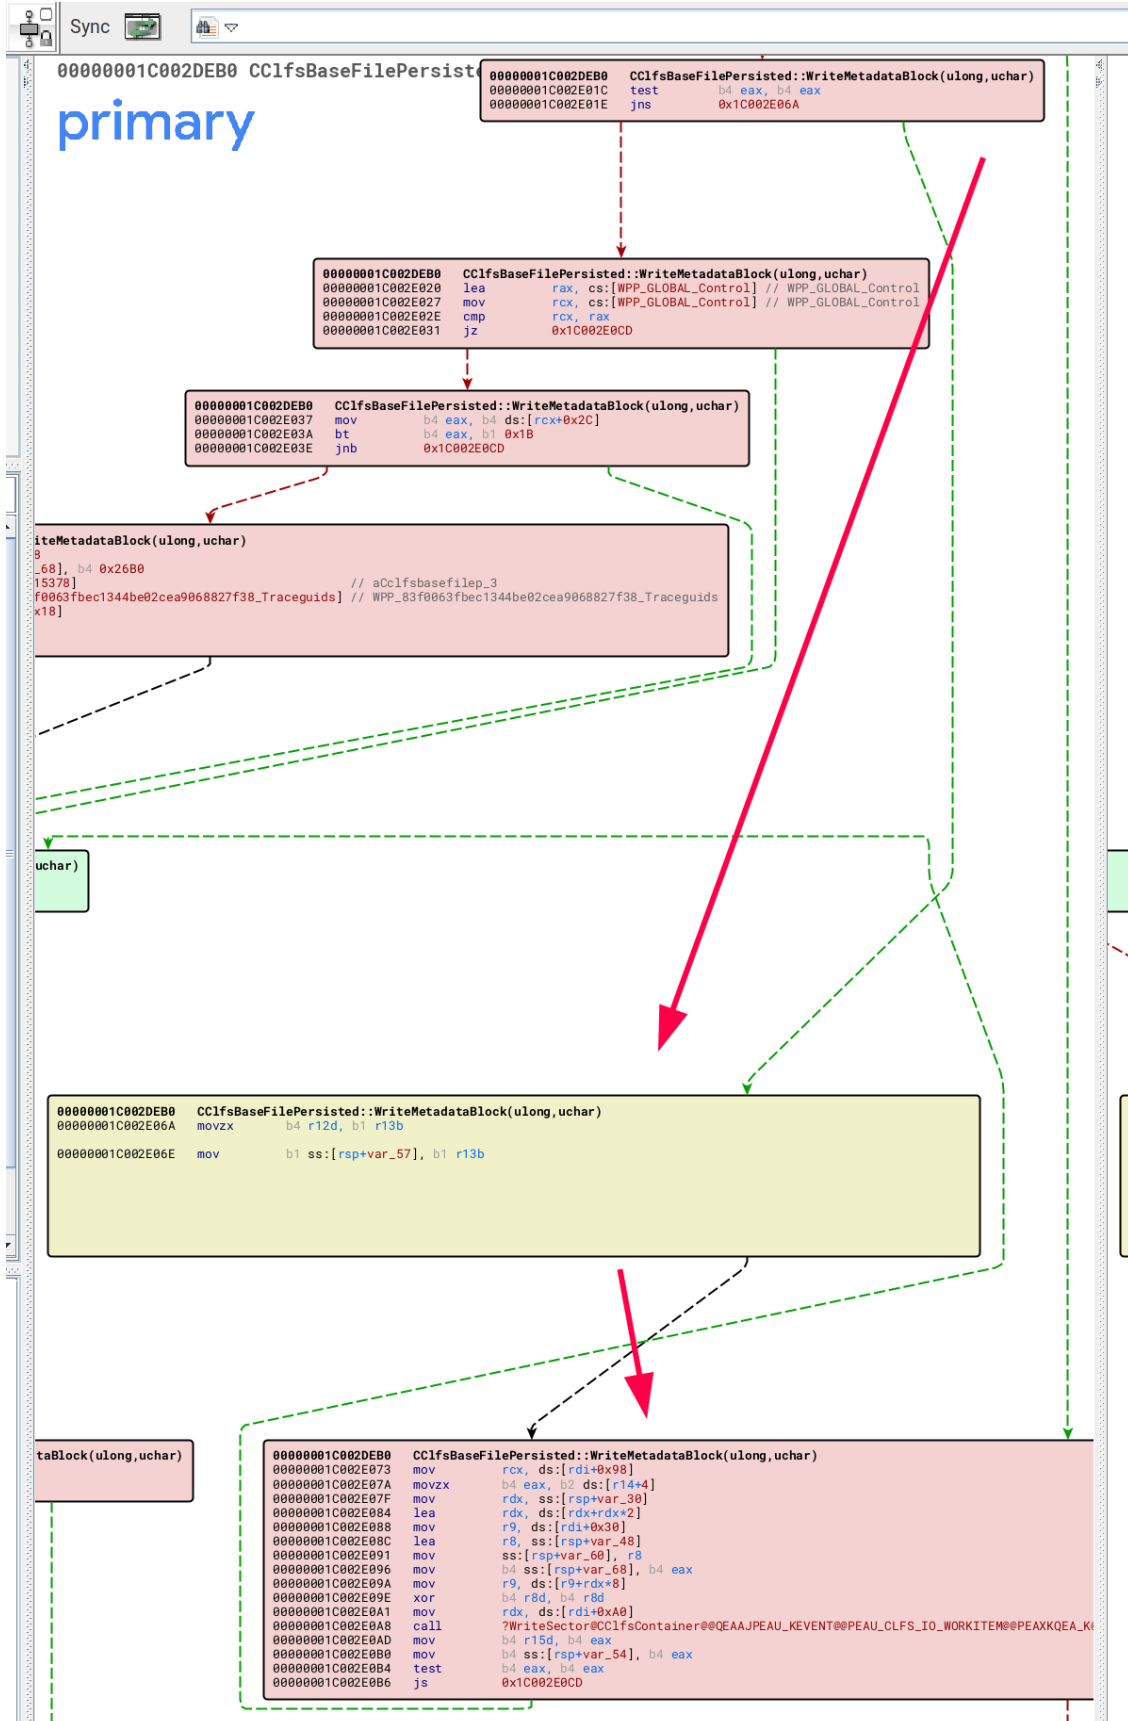 Sync
00000001C002DEB0 CClfsBaseFilePersiste
primary
00000001C002DEB0 CClfsBaseFilePersisted::WriteMetadataBlock(ulong,uchar)
00000001C002E01C test b4 eax, b4 eax
00000001C002E01E jns 0x1C002E06A
00000001C002DEB0 CClfsBaseFilePersisted::WriteMetadataBlock(ulong,uchar)
00000001C002E020 lea rax, cs:[WPP_GLOBAL_Control] // WPP_GLOBAL_Control
00000001C002E027 mov rcx, cs:[WPP_GLOBAL_Control] // WPP_GLOBAL_Control
00000001C002E02E cmp rcx, rax
00000001C002E031 jz 0x1C002E0CD
00000001C002DEB0 CClfsBaseFilePersisted::WriteMetadataBlock(ulong,uchar)
00000001C002E037 mov b4 eax, b4 ds:[rcx+0x2C]
00000001C002E03A bt b4 eax, b1 0x1B
00000001C002E03E jnb 0x1C002E0CD
iteMetadataBlock(ulong,uchar)
8
_68], b4 0x26B0
15378] // aCclfsbasefilep_3
f0063fbec1344be02cea9068827f38_Traceguids] // WPP_83f0063fbec1344be02cea9068827f38_Traceguids
x18]
uchar)
00000001C002DEB0 CClfsBaseFilePersisted::WriteMetadataBlock(ulong,uchar)
00000001C002E06A movzx b4 r12d, b1 r13b
00000001C002E06E mov b1 ss:[rsp+var_57], b1 r13b
taBlock(ulong,uchar)
00000001C002DEB0 CClfsBaseFilePersisted::WriteMetadataBlock(ulong,uchar)
00000001C002E073 mov rcx, ds:[rdi+0x98]
00000001C002E07A movzx b4 eax, b2 ds:[r14+4]
00000001C002E07F mov rdx, ss:[rsp+var_30]
00000001C002E084 lea rdx, ds:[rdx+rdx*2]
00000001C002E088 mov r9, ds:[rdi+0x30]
00000001C002E08C lea r8, ss:[rsp+var_48]
00000001C002E091 mov ss:[rsp+var_60], r8
00000001C002E096 mov b4 ss:[rsp+var_68], b4 eax
00000001C002E09A mov r9, ds:[r9+rdx*8]
00000001C002E09E xor b4 r8d, b4 r8d
00000001C002E0A1 mov rdx, ds:[rdi+0xA0]
00000001C002E0A8 call ?WriteSector@CClfsContainer@@QEAAJPEAU_KEVENT@@PEAU_CLFS_IO_WORKITEM@@PEAXKQEA_K
00000001C002E0AD mov b4 r15d, b4 eax
00000001C002E0B0 mov b4 ss:[rsp+var_54], b4 eax
00000001C002E0B4 test b4 eax, b4 eax
00000001C002E0B6 js 0x1C002E0CD